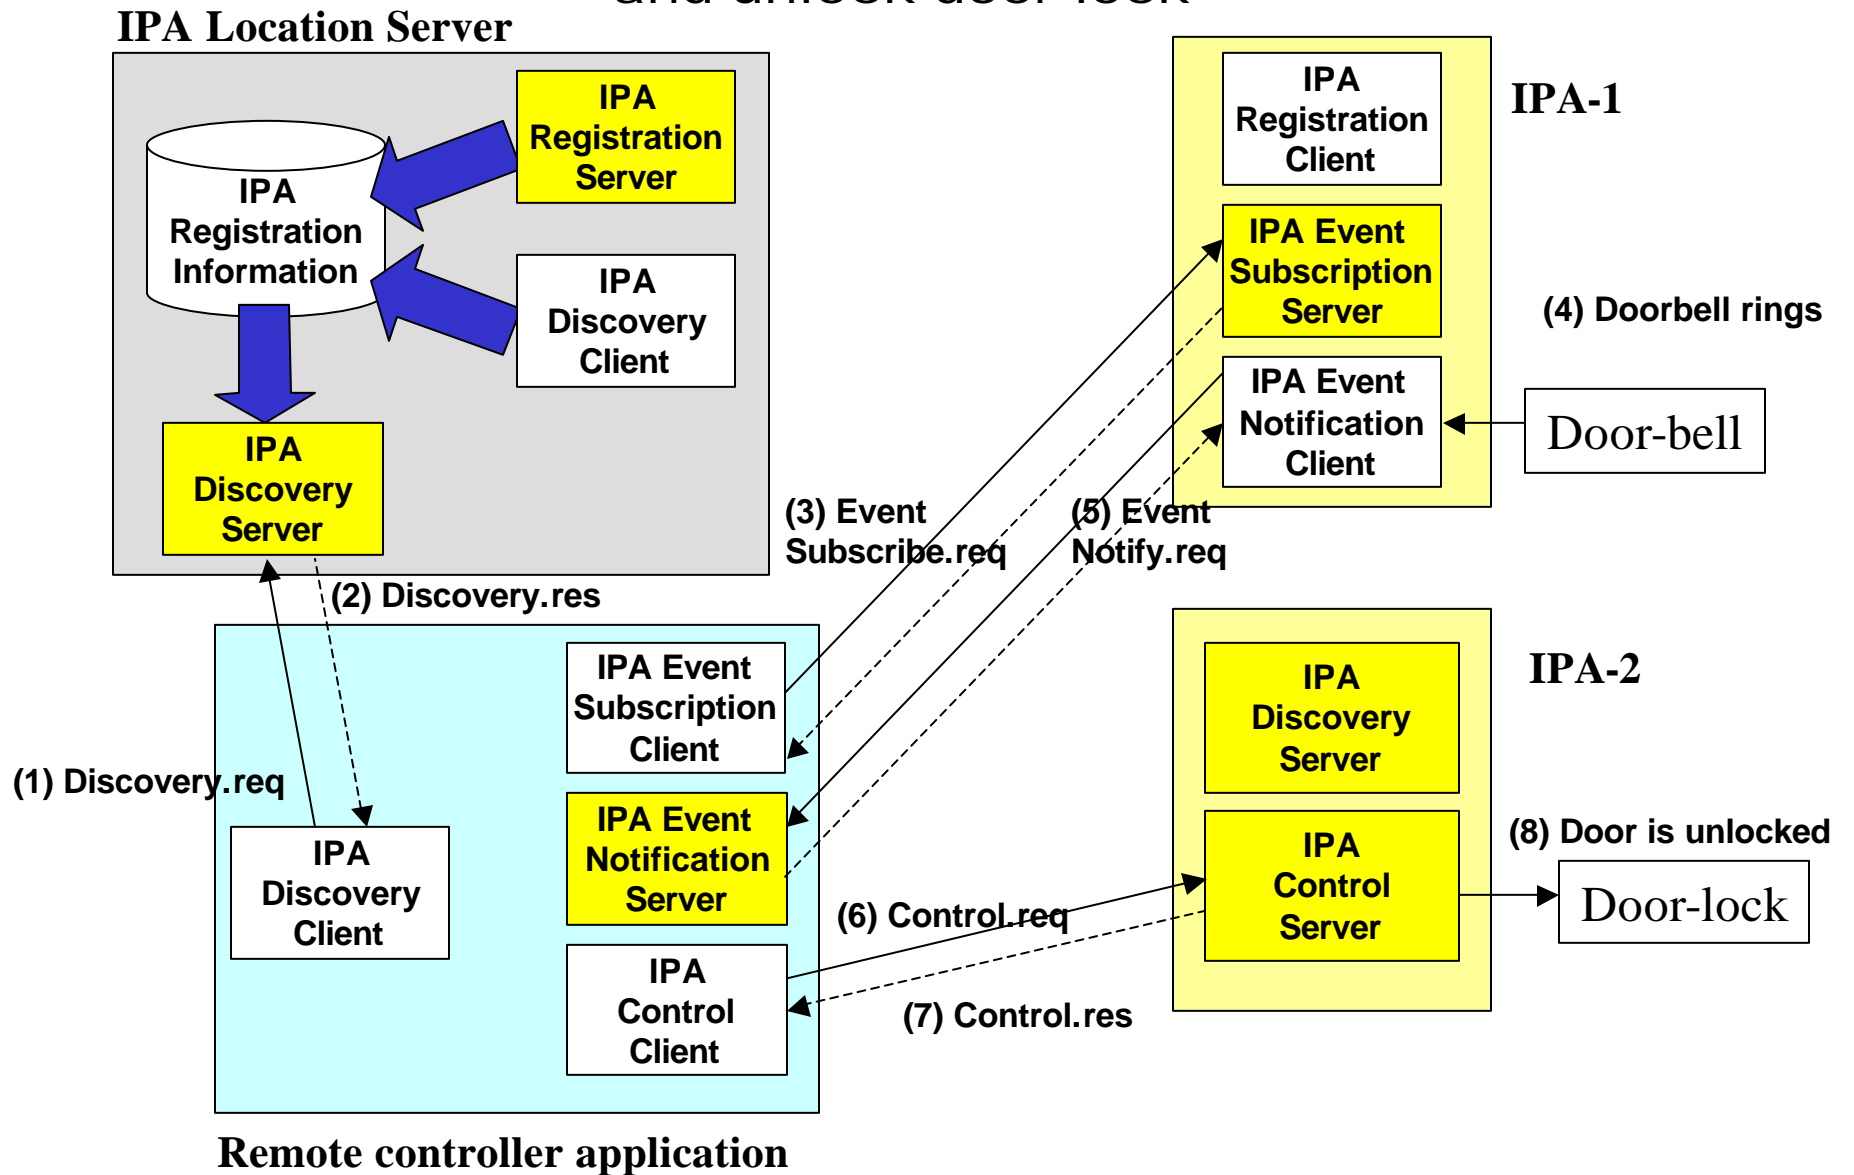 and unlock door-lock
IPA Location Server
IPA
Registration
Server
IPA
Registration
Information
IPA
Discovery
Client
IPA
Discovery
Server
IPA
Registration
Client
IPA-1
IPA Event
Subscription
Server
(4) Doorbell rings
IPA Event
Notification
Client
Door-bell
(3) Event
Subscribe.req
(5) Event
Notify.req
(2) Discovery.res
(1) Discovery.req
IPA Event
Subscription
Client
IPA Event
Notification
Server
IPA
Discovery
Client
IPA
Control
Client
(6) Control.req
(7) Control.res
IPA
Discovery
Server
IPA-2
IPA
Control
Server
(8) Door is unlocked
Door-lock
Remote controller application